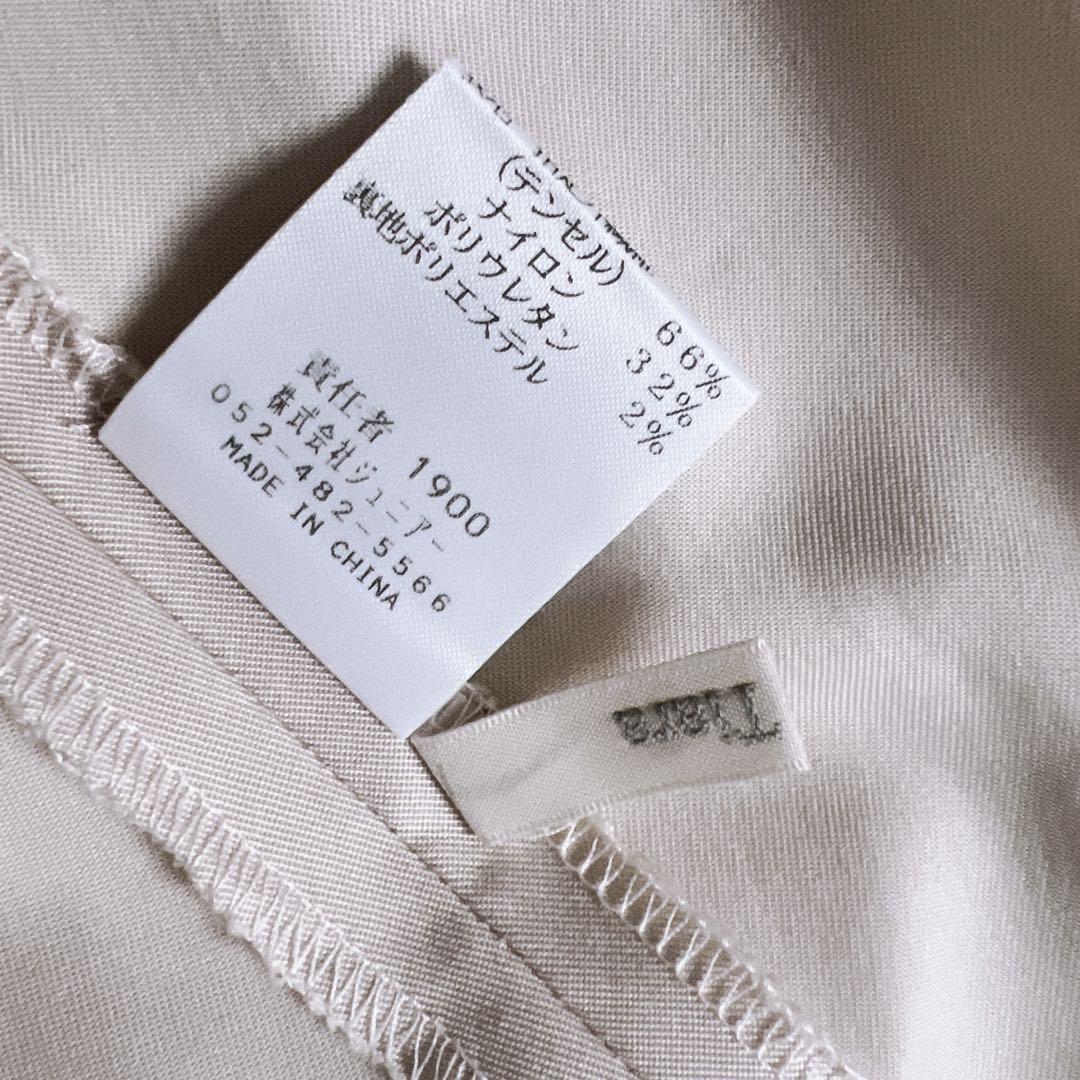 (テンセル) 66%
ナイロン 32%
ポリウレタン 2%
裏地ポリエステル
責任者 1900
株式会社ジュニアー
052-482-5566
MADE IN CHINA
Tiara